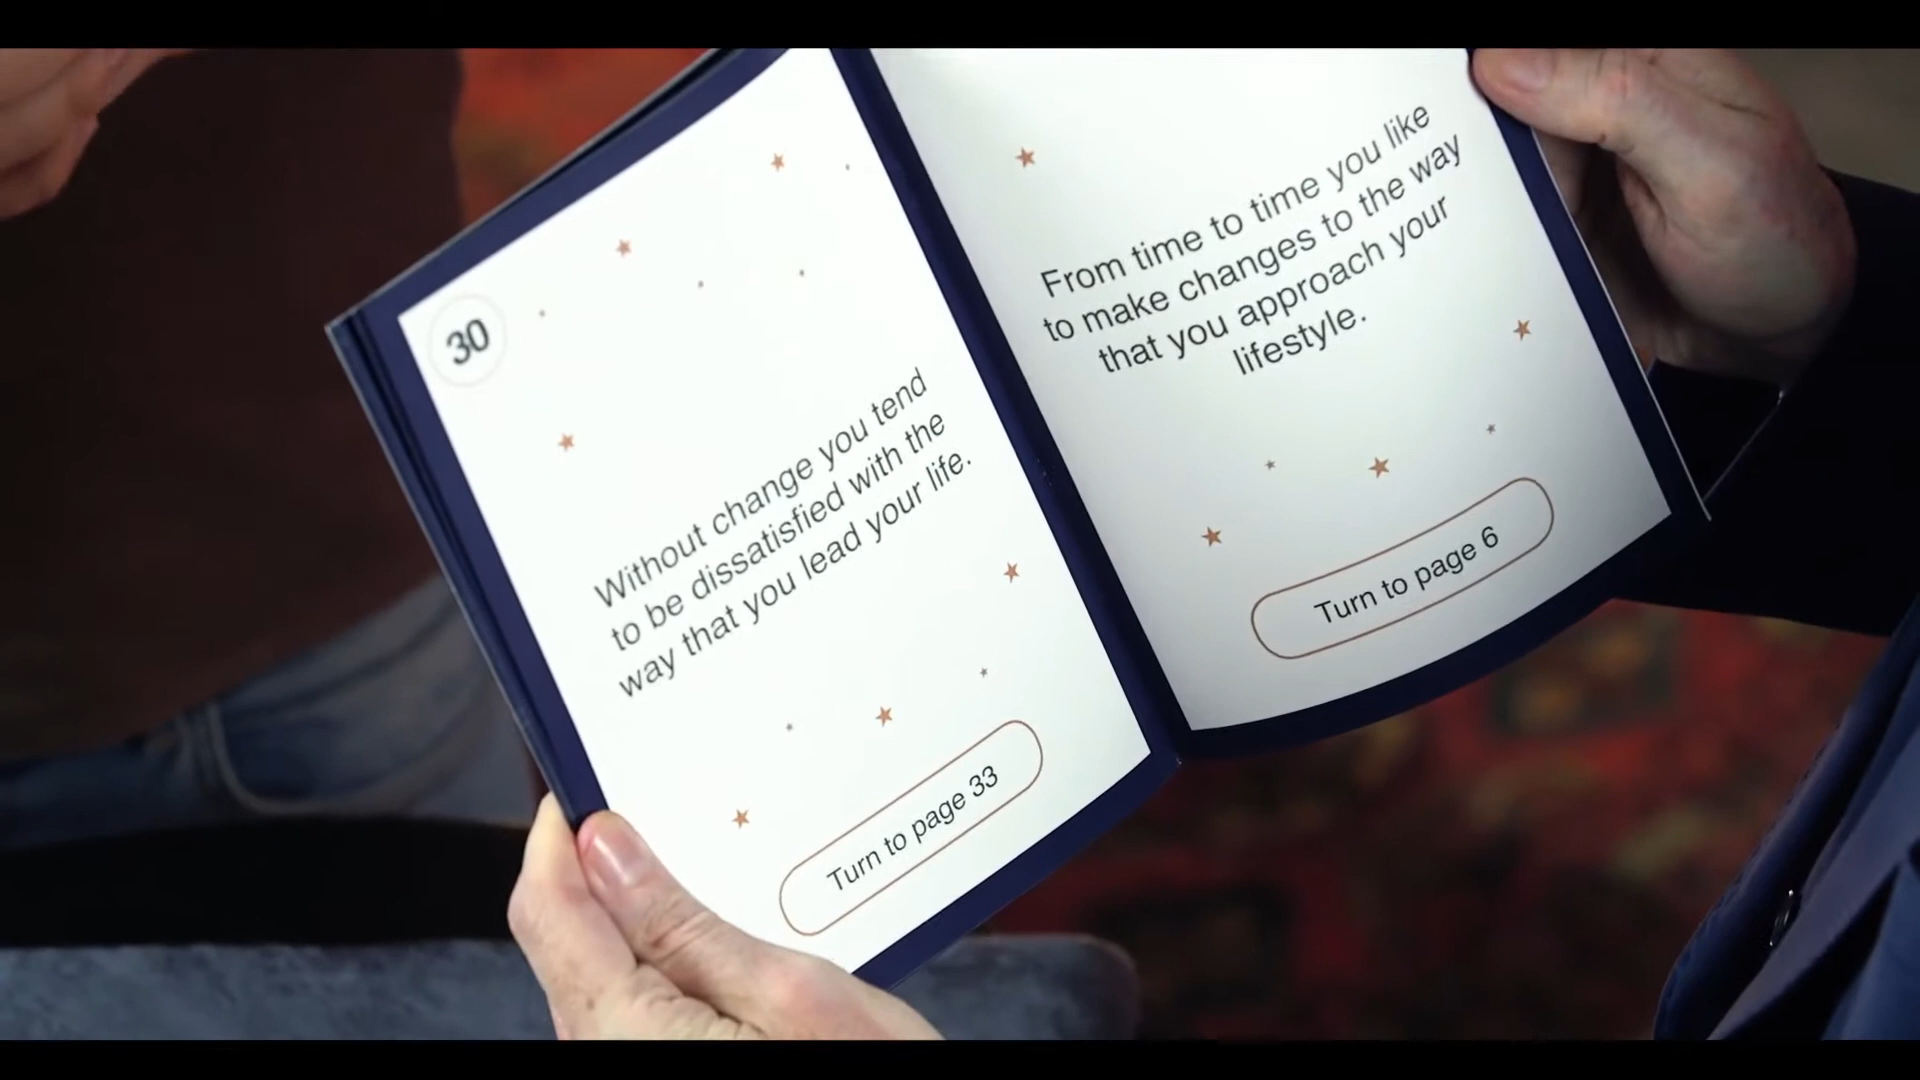 30
Without change you tend
to be dissatisfied with the
way that you lead your life.
Turn to page 33
From time to time you like
to make changes to the way
that you approach your
lifestyle.
Turn to page 6